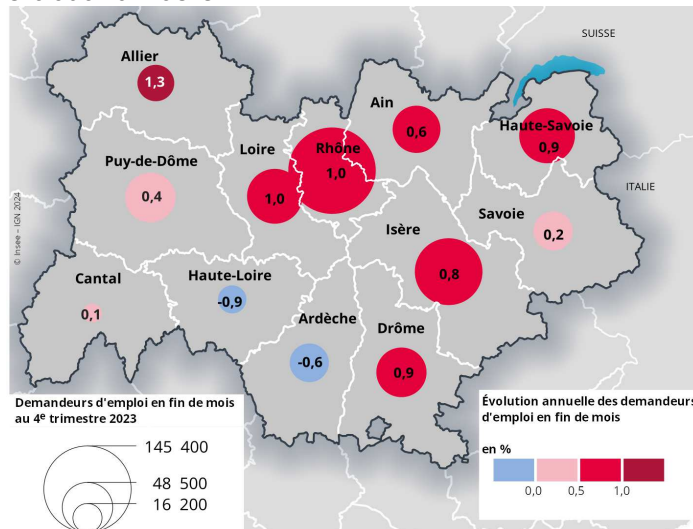 SUISSE
Allier
1,3
Ain
0,6
Haute-Savoie
0,9
Loire
1,0
Rhône
1,0
Puy-de-Dôme
0,4
ITALIE
Savoie
0,2
Isère
0,8
© Insee – IGN 2024
Cantal
0,1
Haute-Loire
-0,9
Ardèche
-0,6
Drôme
0,9
Demandeurs d'emploi en fin de mois
au 4e trimestre 2023
145 400
48 500
16 200
Évolution annuelle des demandeurs
d'emploi en fin de mois
en %
0,0 0,5 1,0